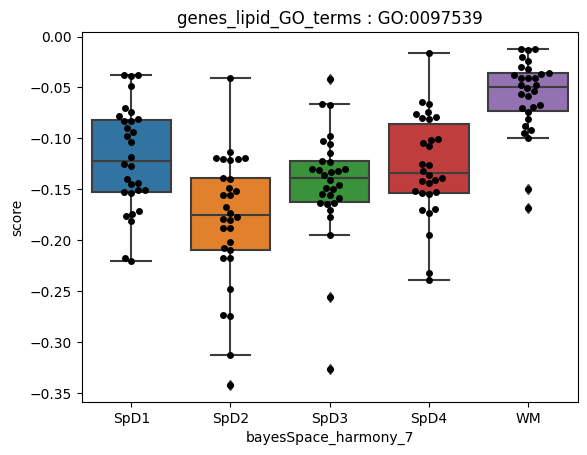 genes_lipid_GO_terms : GO:0097539
0.00
−0.05
−0.10
−0.15
−0.20
−0.25
−0.30
−0.35
score
SpD1 SpD2 SpD3 SpD4 WM
bayesSpace_harmony_7